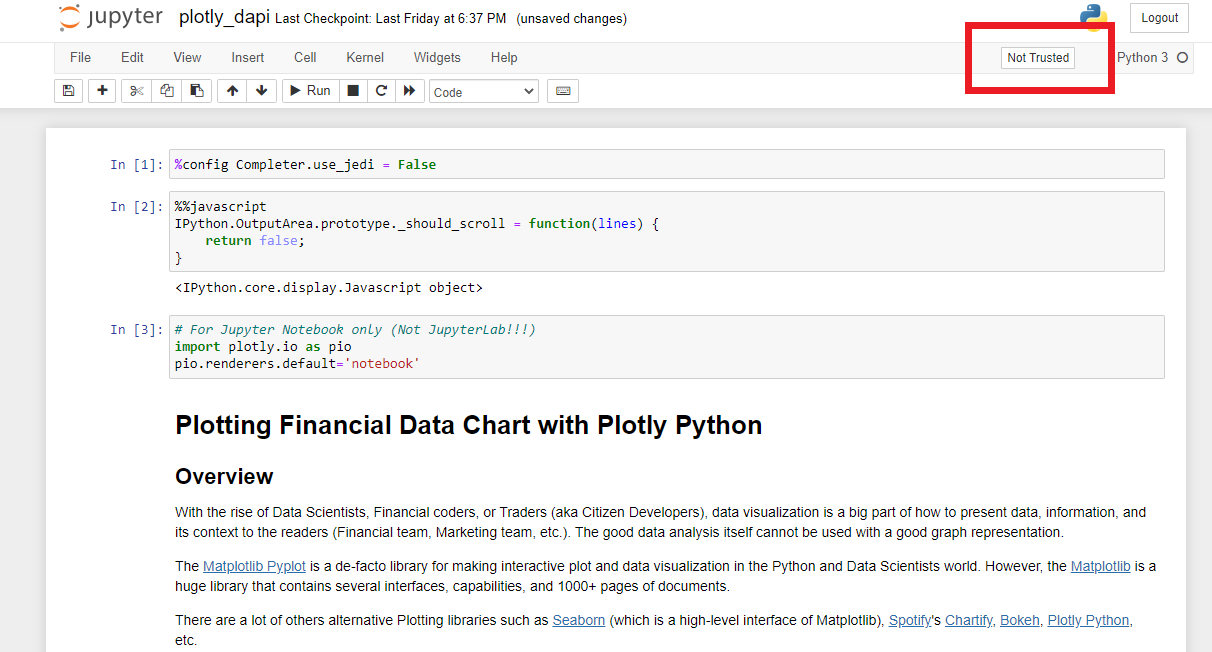 jupyter plotly_dapi Last Checkpoint: Last Friday at 6:37 PM (unsaved changes) Logout
File Edit View Insert Cell Kernel Widgets Help Not Trusted Python 3
Run Code
In [1]: %config Completer.use_jedi = False
In [2]: %%javascript
IPython.OutputArea.prototype._should_scroll = function(lines) {
    return false;
}
<IPython.core.display.Javascript object>
In [3]: # For Jupyter Notebook only (Not JupyterLab!!!)
import plotly.io as pio
pio.renderers.default='notebook'
Plotting Financial Data Chart with Plotly Python
Overview
With the rise of Data Scientists, Financial coders, or Traders (aka Citizen Developers), data visualization is a big part of how to present data, information, and
its context to the readers (Financial team, Marketing team, etc.). The good data analysis itself cannot be used with a good graph representation.
The Matplotlib Pyplot is a de-facto library for making interactive plot and data visualization in the Python and Data Scientists world. However, the Matplotlib is a
huge library that contains several interfaces, capabilities, and 1000+ pages of documents.
There are a lot of others alternative Plotting libraries such as Seaborn (which is a high-level interface of Matplotlib), Spotify's Chartify, Bokeh, Plotly Python,
etc.